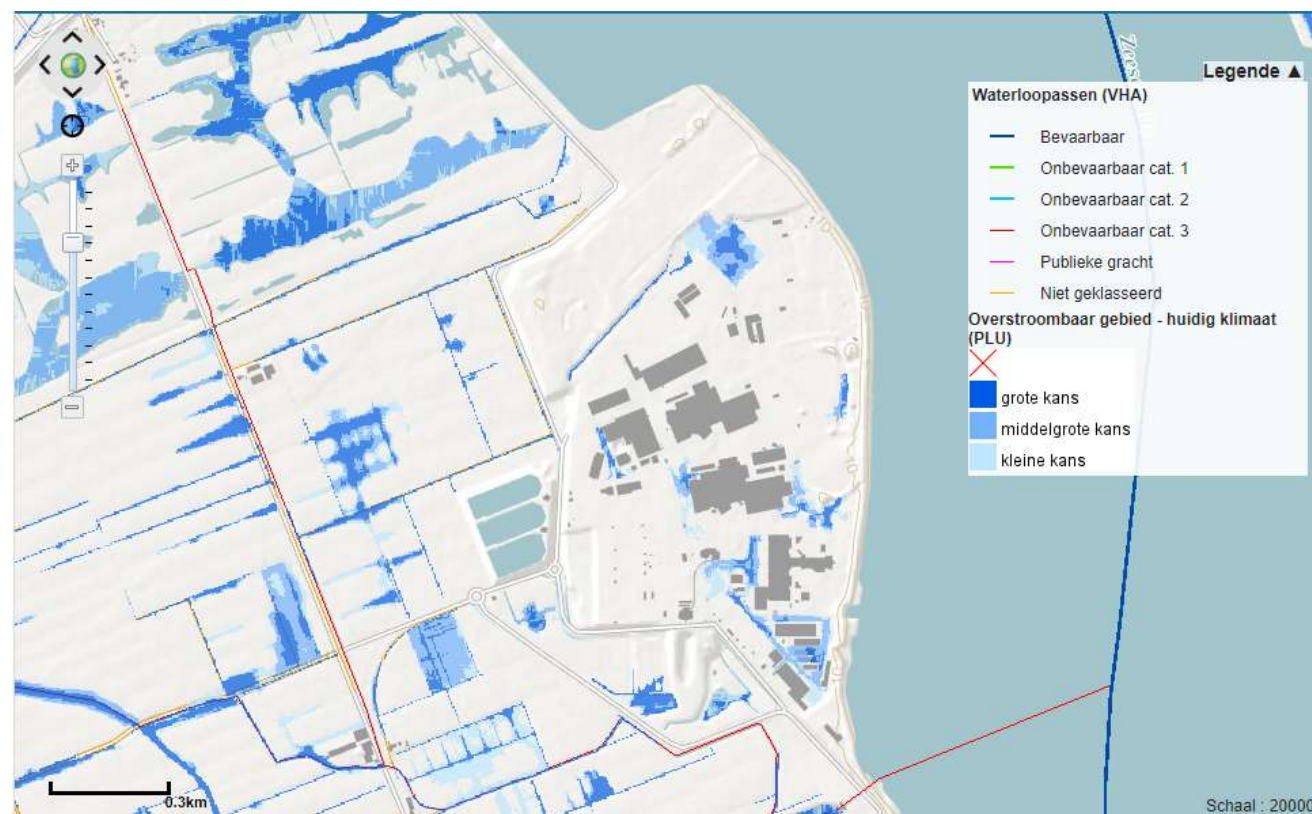 Legende ▲
Waterloopassen (VHA)
Bevaarbaar
Onbevaarbaar cat. 1
Onbevaarbaar cat. 2
Onbevaarbaar cat. 3
Publieke gracht
Niet geklasseerd
Overstroombaar gebied - huidig klimaat
(PLU)
grote kans
middelgrote kans
kleine kans
0.3km
Schaal : 20000